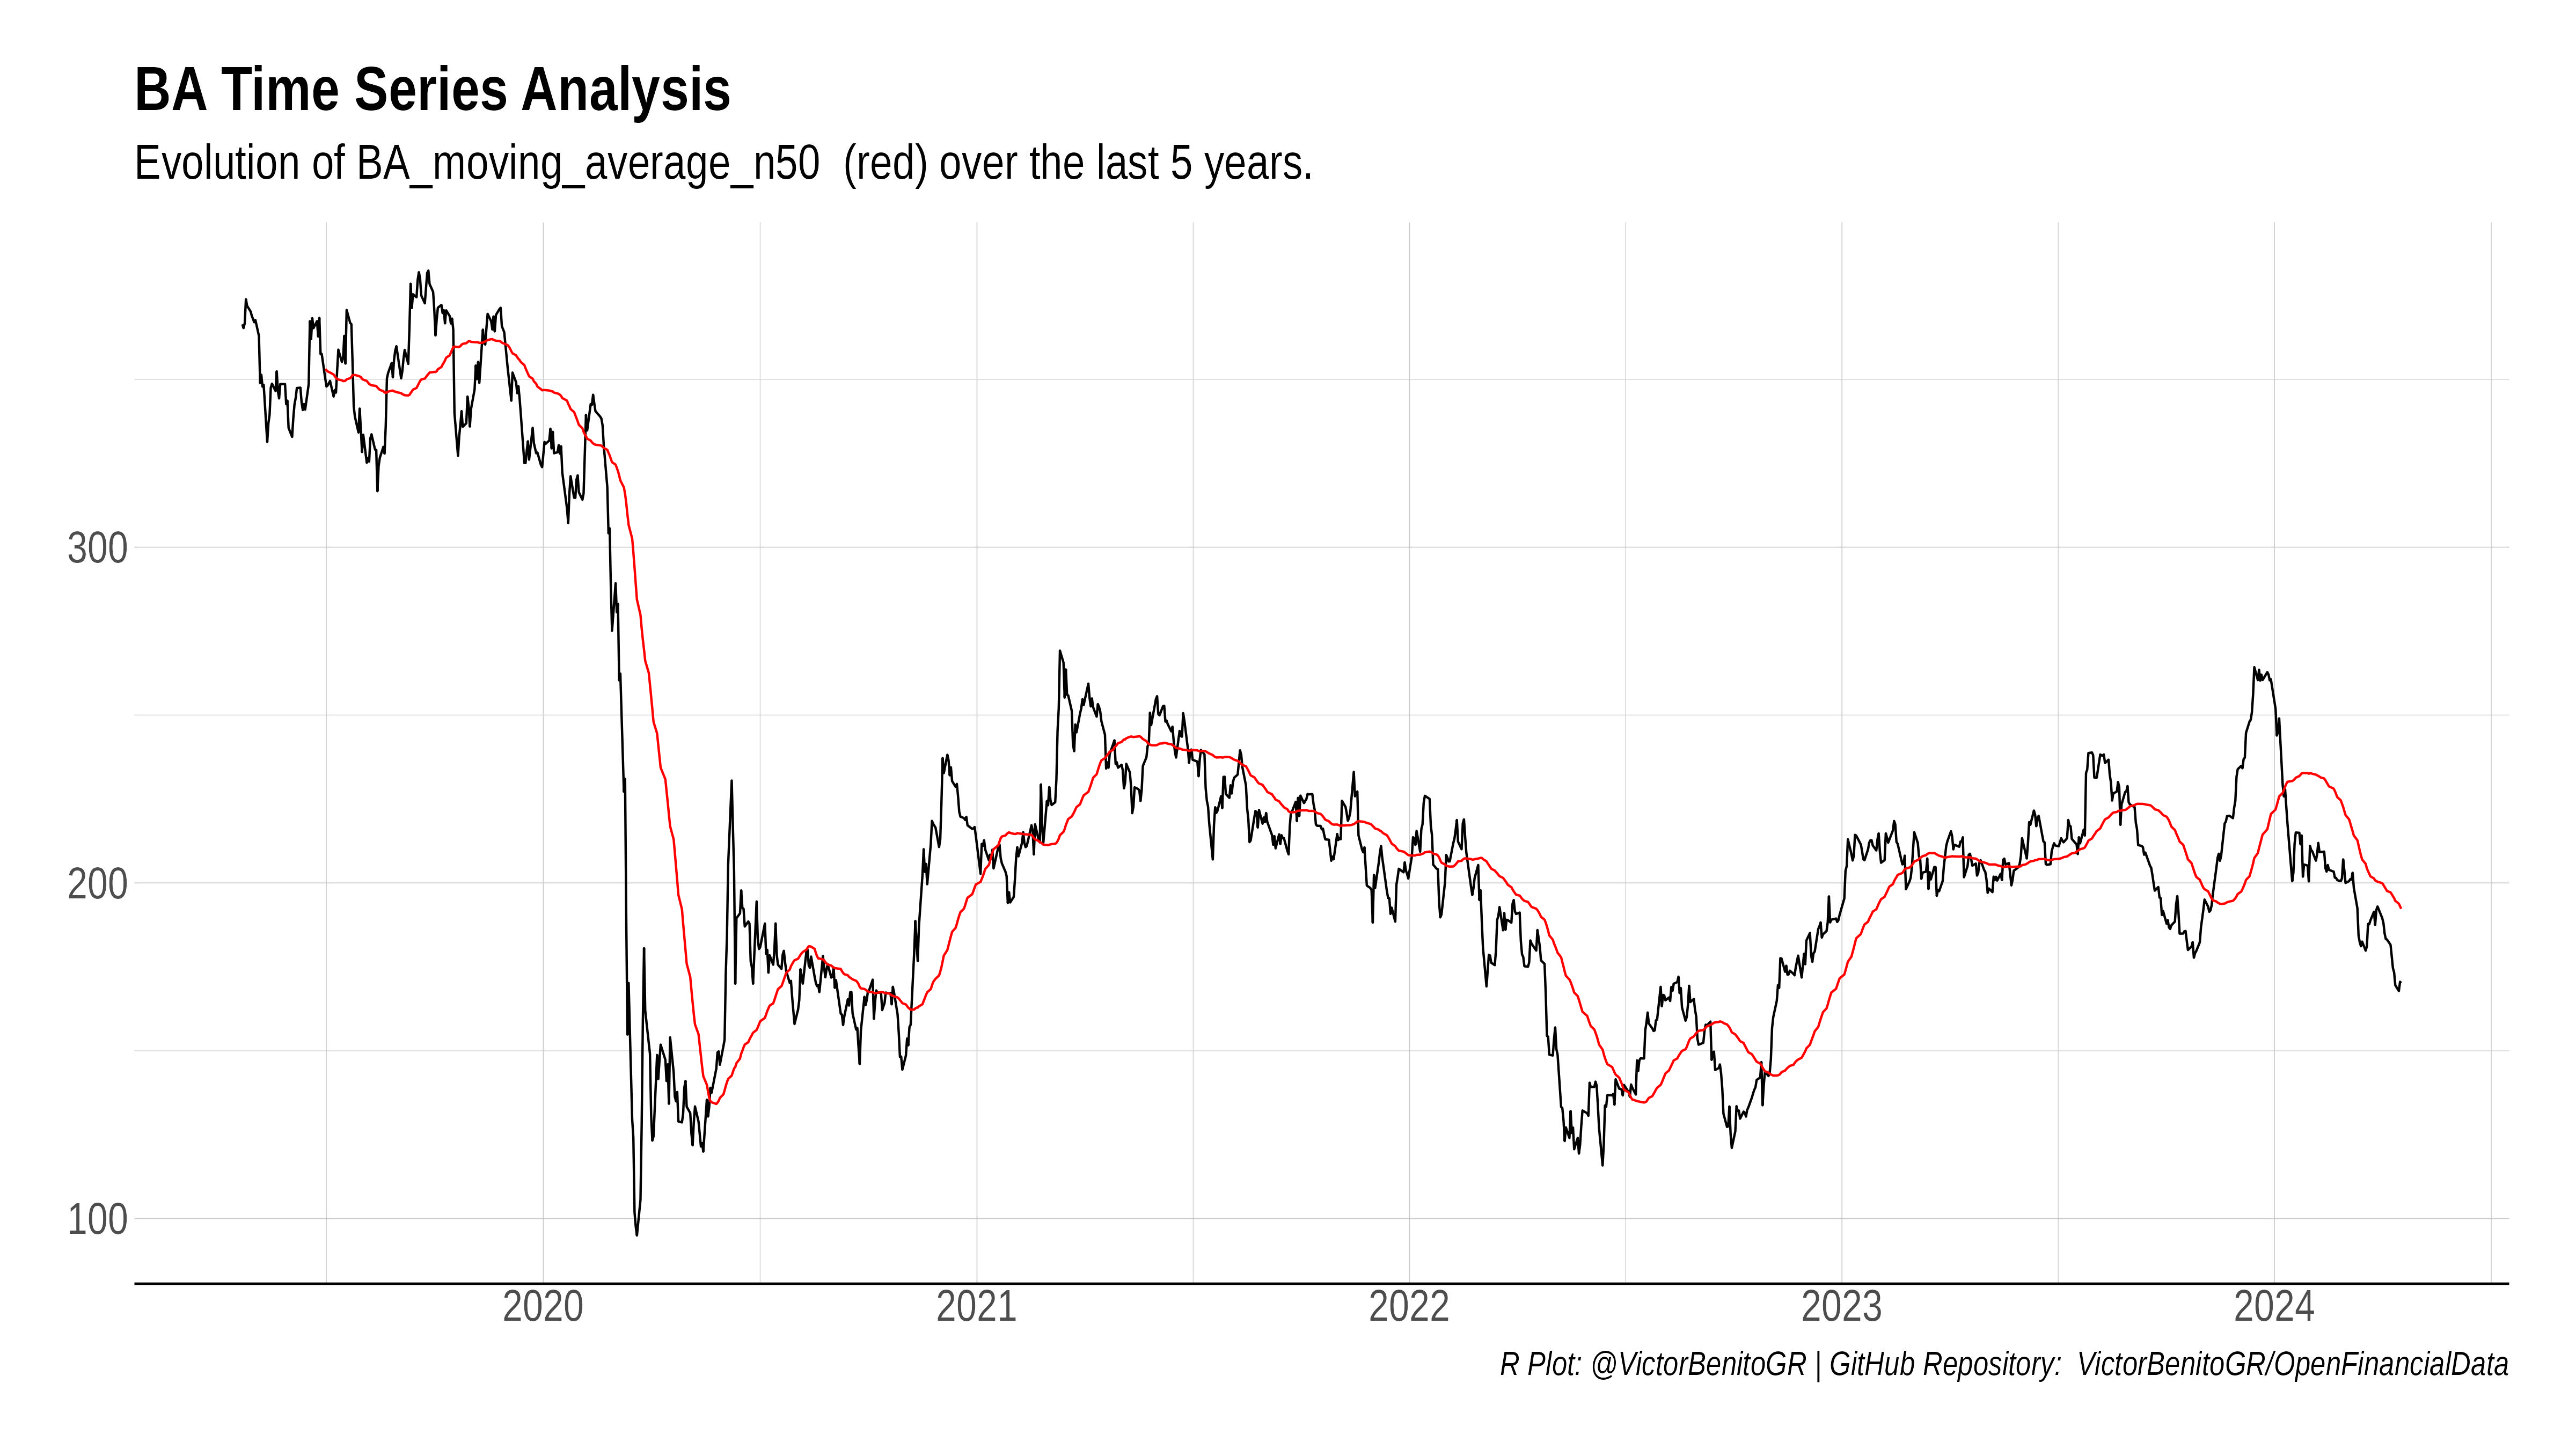 BA Time Series Analysis
Evolution of BA_moving_average_n50  (red) over the last 5 years.
300
200
100
2020 2021 2022 2023 2024
R Plot: @VictorBenitoGR | GitHub Repository:  VictorBenitoGR/OpenFinancialData